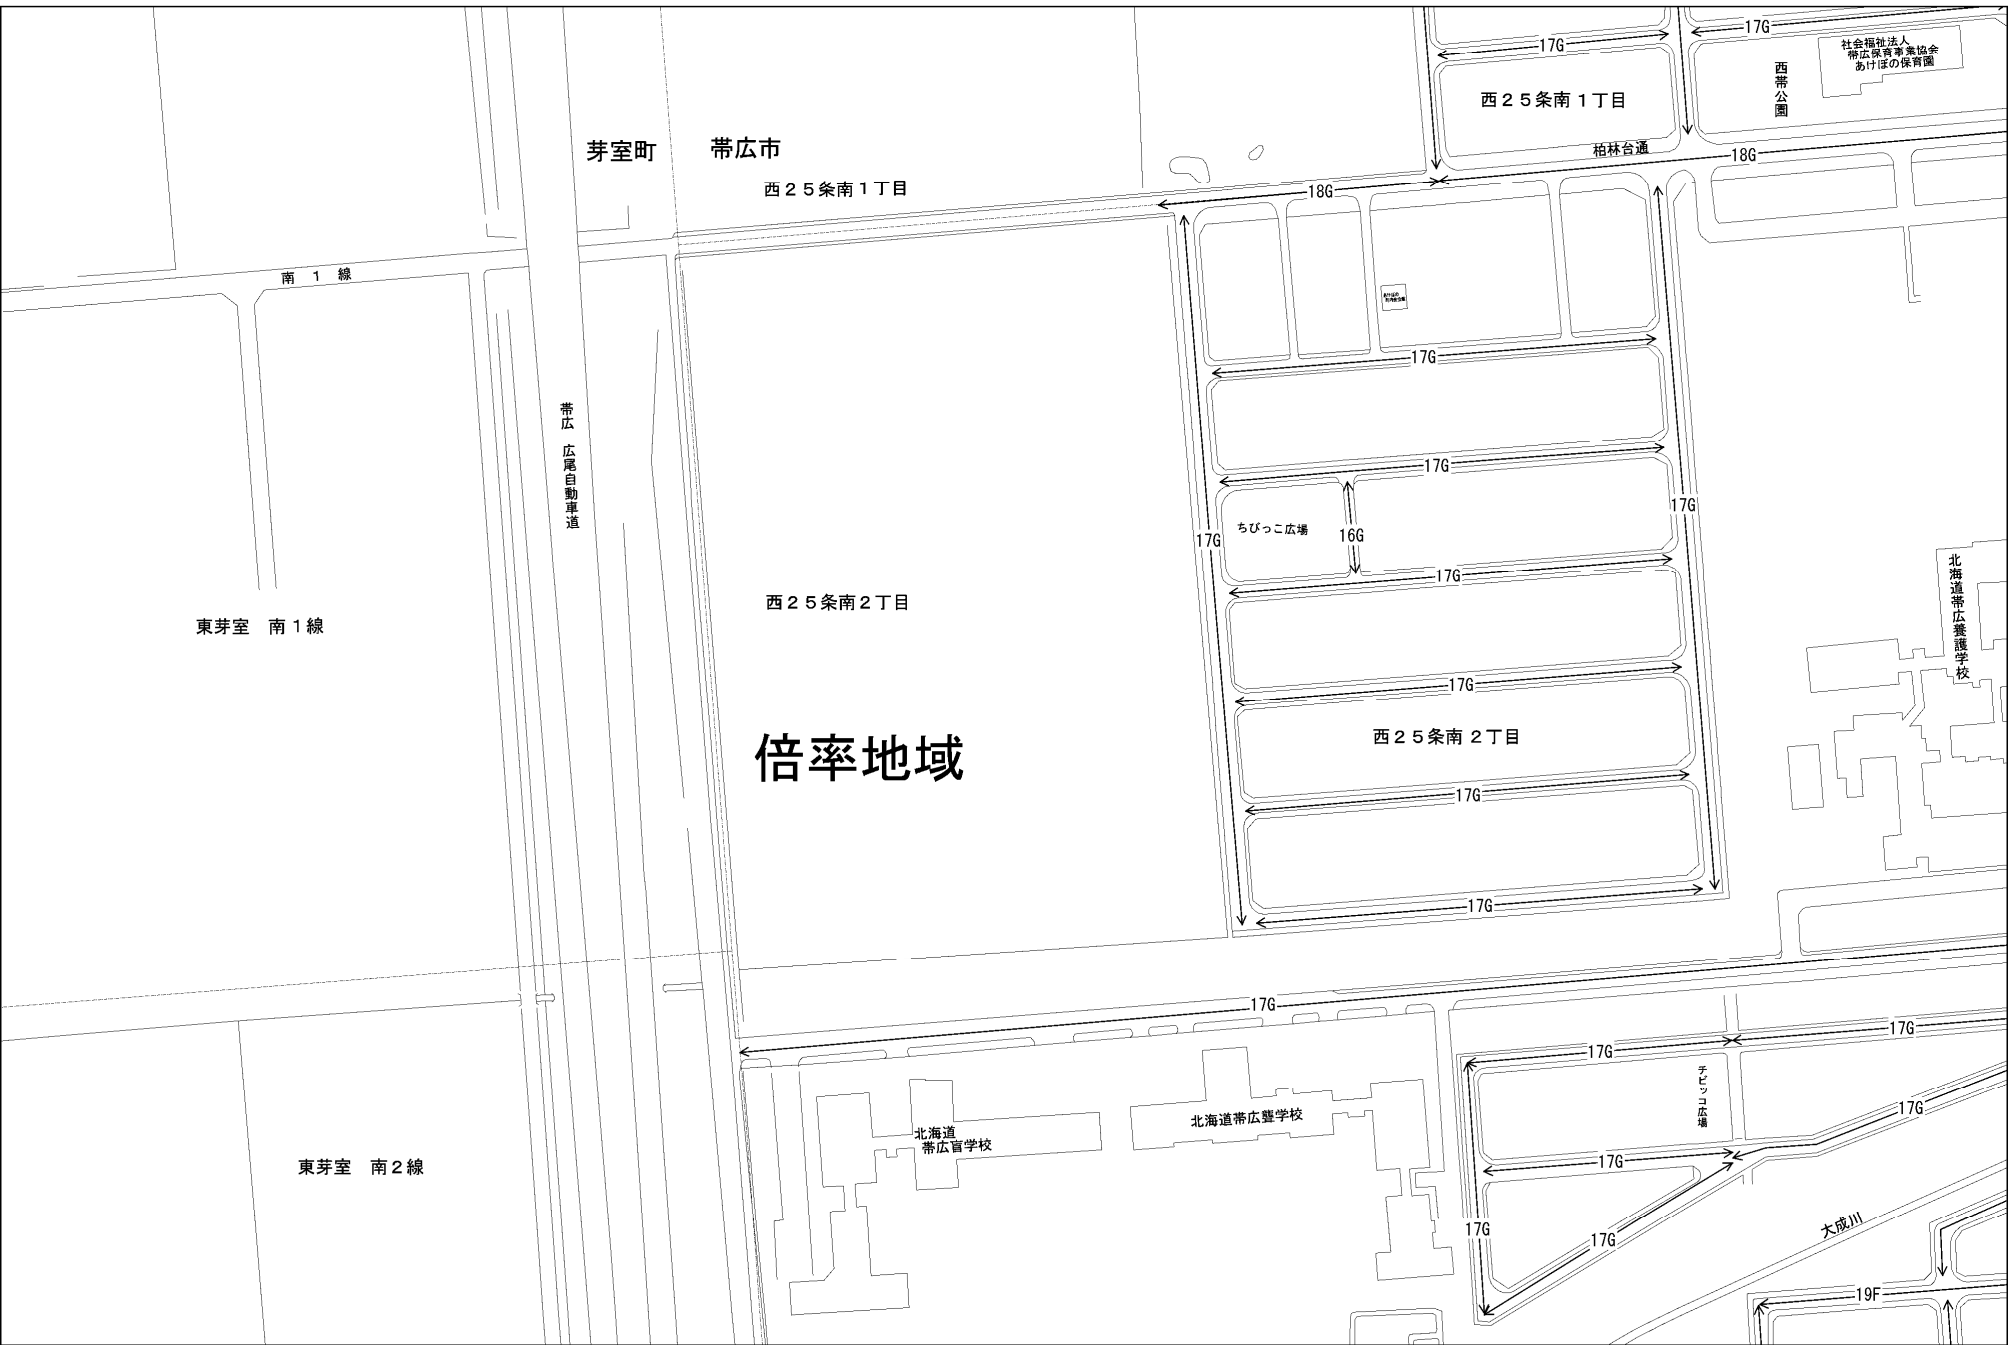 17G
17G
社会福祉法人
帯広保育事業協会
あけぼの保育園
西帯公園
西２５条南１丁目
柏林台通
18G
芽室町
帯広市
西２５条南１丁目
18G
南　１　線
17G
帯広　広尾自動車道
17G
17G
ちびっこ広場
16G
17G
17G
北海道帯広養護学校
17G
西２５条南２丁目
東芽室　南１線
17G
西２５条南２丁目
倍率地域
17G
17G
17G
17G
17G
チビッコ広場
17G
北海道帯広聾学校
北海道
帯広盲学校
17G
東芽室　南２線
17G
17G
大成川
19F